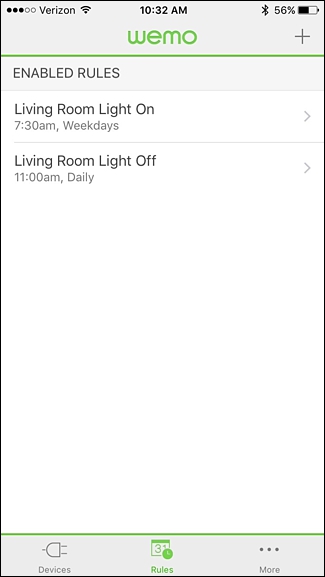 Verizon 10:32 AM 56%
wemo
ENABLED RULES
Living Room Light On
7:30am, Weekdays
Living Room Light Off
11:00am, Daily
Devices Rules More